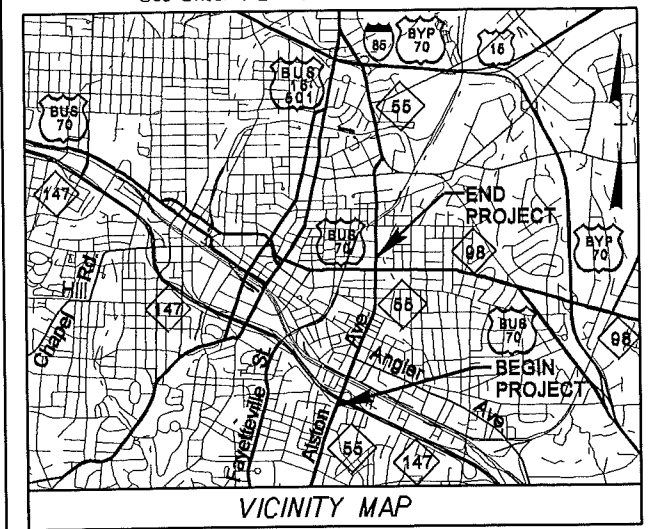 85
BYP
70
15
BUS
15
501
55
BUS
70
147
END
PROJECT
BUS
70
98
BYP
70
Chapel
Hill
Rd.
147
55
Ave
Angier
BUS
70
98
BEGIN
PROJECT
Ave
Fayetteville
St
Alston
55
147
VICINITY MAP